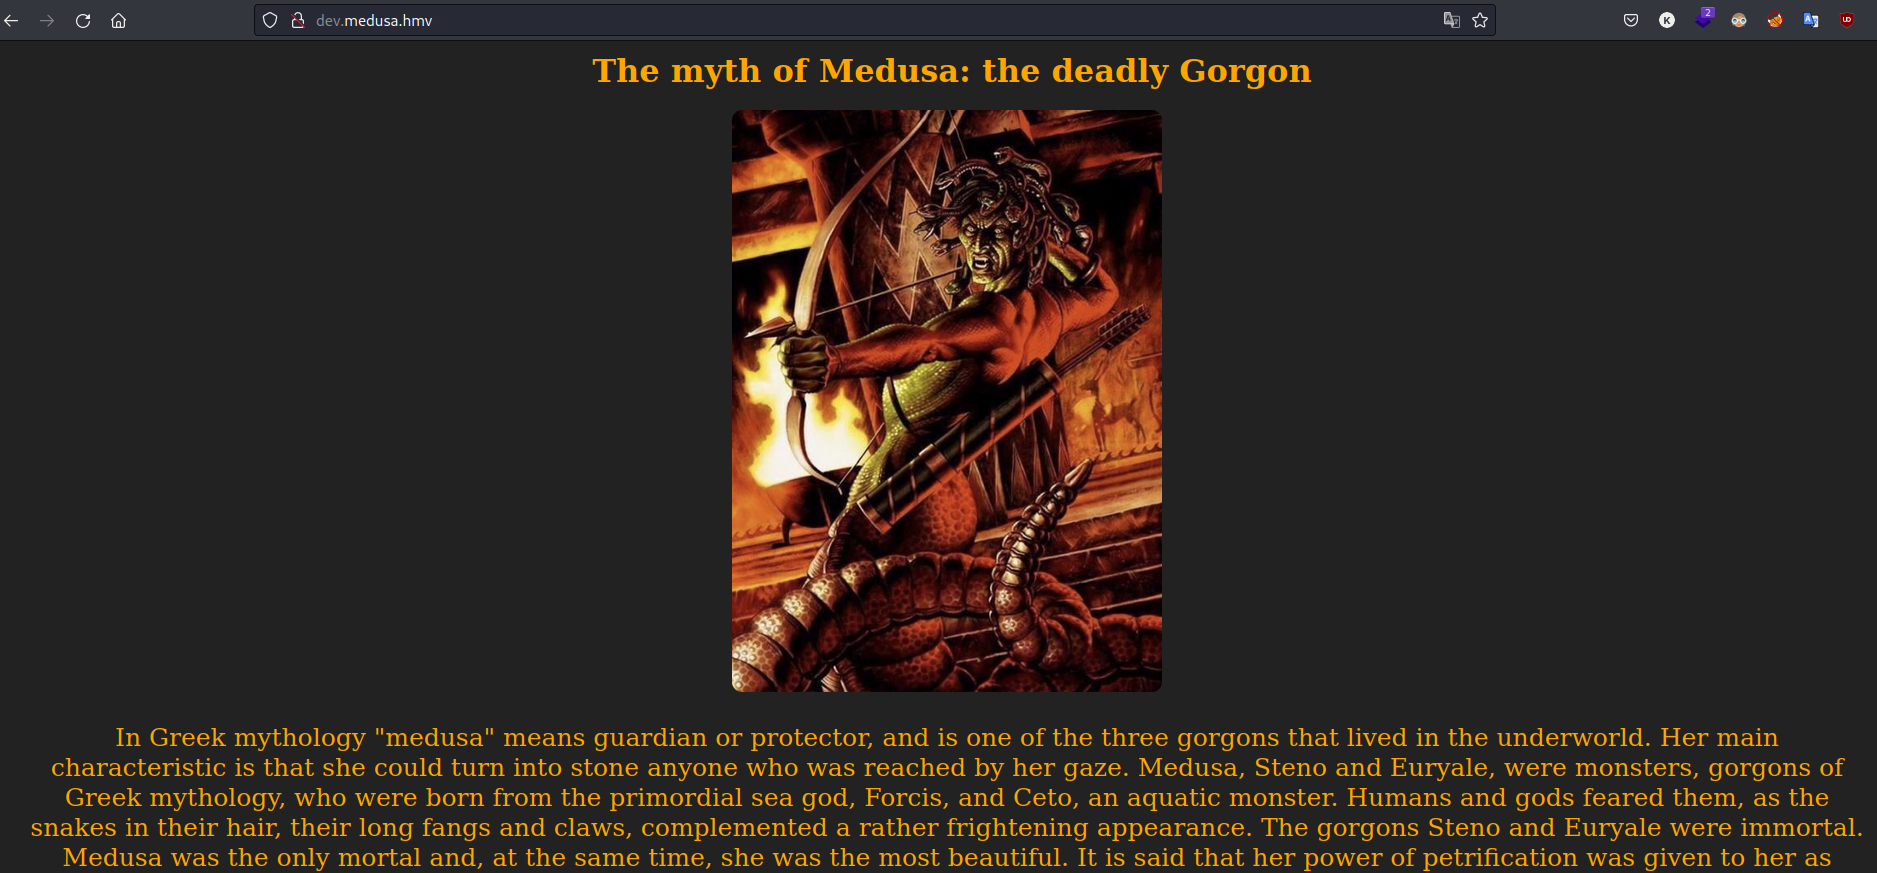 dev.medusa.hmv
2
K
UD
The myth of Medusa: the deadly Gorgon
In Greek mythology "medusa" means guardian or protector, and is one of the three gorgons that lived in the underworld. Her main
characteristic is that she could turn into stone anyone who was reached by her gaze. Medusa, Steno and Euryale, were monsters, gorgons of
Greek mythology, who were born from the primordial sea god, Forcis, and Ceto, an aquatic monster. Humans and gods feared them, as the
snakes in their hair, their long fangs and claws, complemented a rather frightening appearance. The gorgons Steno and Euryale were immortal.
Medusa was the only mortal and, at the same time, she was the most beautiful. It is said that her power of petrification was given to her as